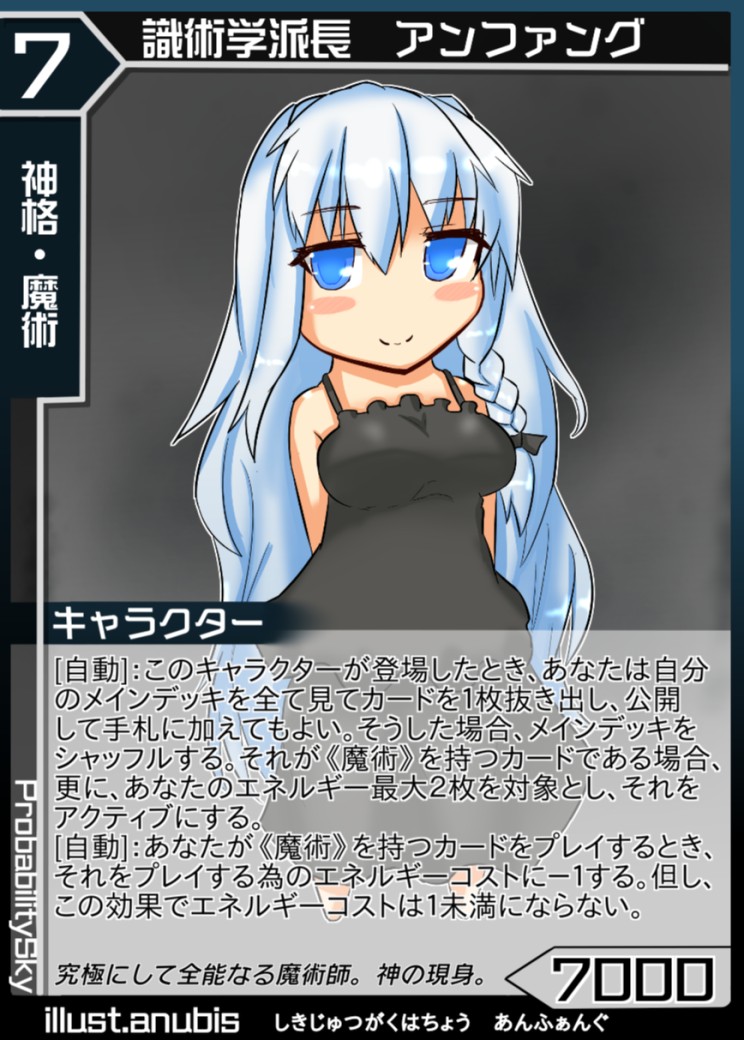 7
識術学派長　アンファング
神格・魔術
キャラクター
[自動]:このキャラクターが登場したとき、あなたは自分
のメインデッキを全て見てカードを1枚抜き出し、公開
して手札に加えてもよい。そうした場合、メインデッキを
シャッフルする。それが《魔術》を持つカードである場合、
更に、あなたのエネルギー最大2枚を対象とし、それを
アクティブにする。
[自動]:あなたが《魔術》を持つカードをプレイするとき、
それをプレイする為のエネルギーコストに−1する。但し、
この効果でエネルギーコストは1未満にならない。
究極にして全能なる魔術師。神の現身。
7000
ProbabilitySky
illust.anubis
しきじゅつがくはちょう　あんふぁんぐ